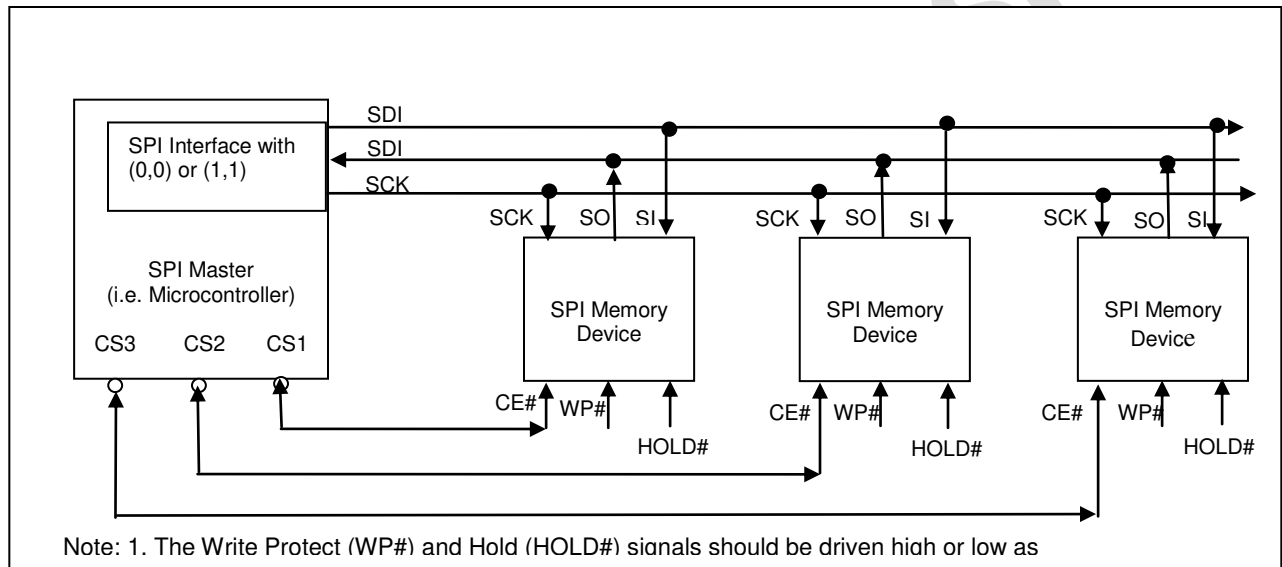 SDI
SPI Interface with
(0,0) or (1,1)
SDI
SCK
SCK SO SI
SCK SO SI
SCK SO SI
SPI Master
(i.e. Microcontroller)
SPI Memory
Device
SPI Memory
Device
SPI Memory
Device
CS3 CS2 CS1
CE# WP#
HOLD#
CE# WP#
HOLD#
CE# WP#
HOLD#
Note: 1. The Write Protect (WP#) and Hold (HOLD#) signals should be driven high or low as